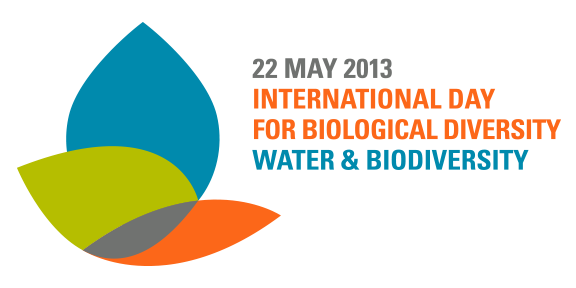 22 MAY 2013
INTERNATIONAL DAY
FOR BIOLOGICAL DIVERSITY
WATER & BIODIVERSITY